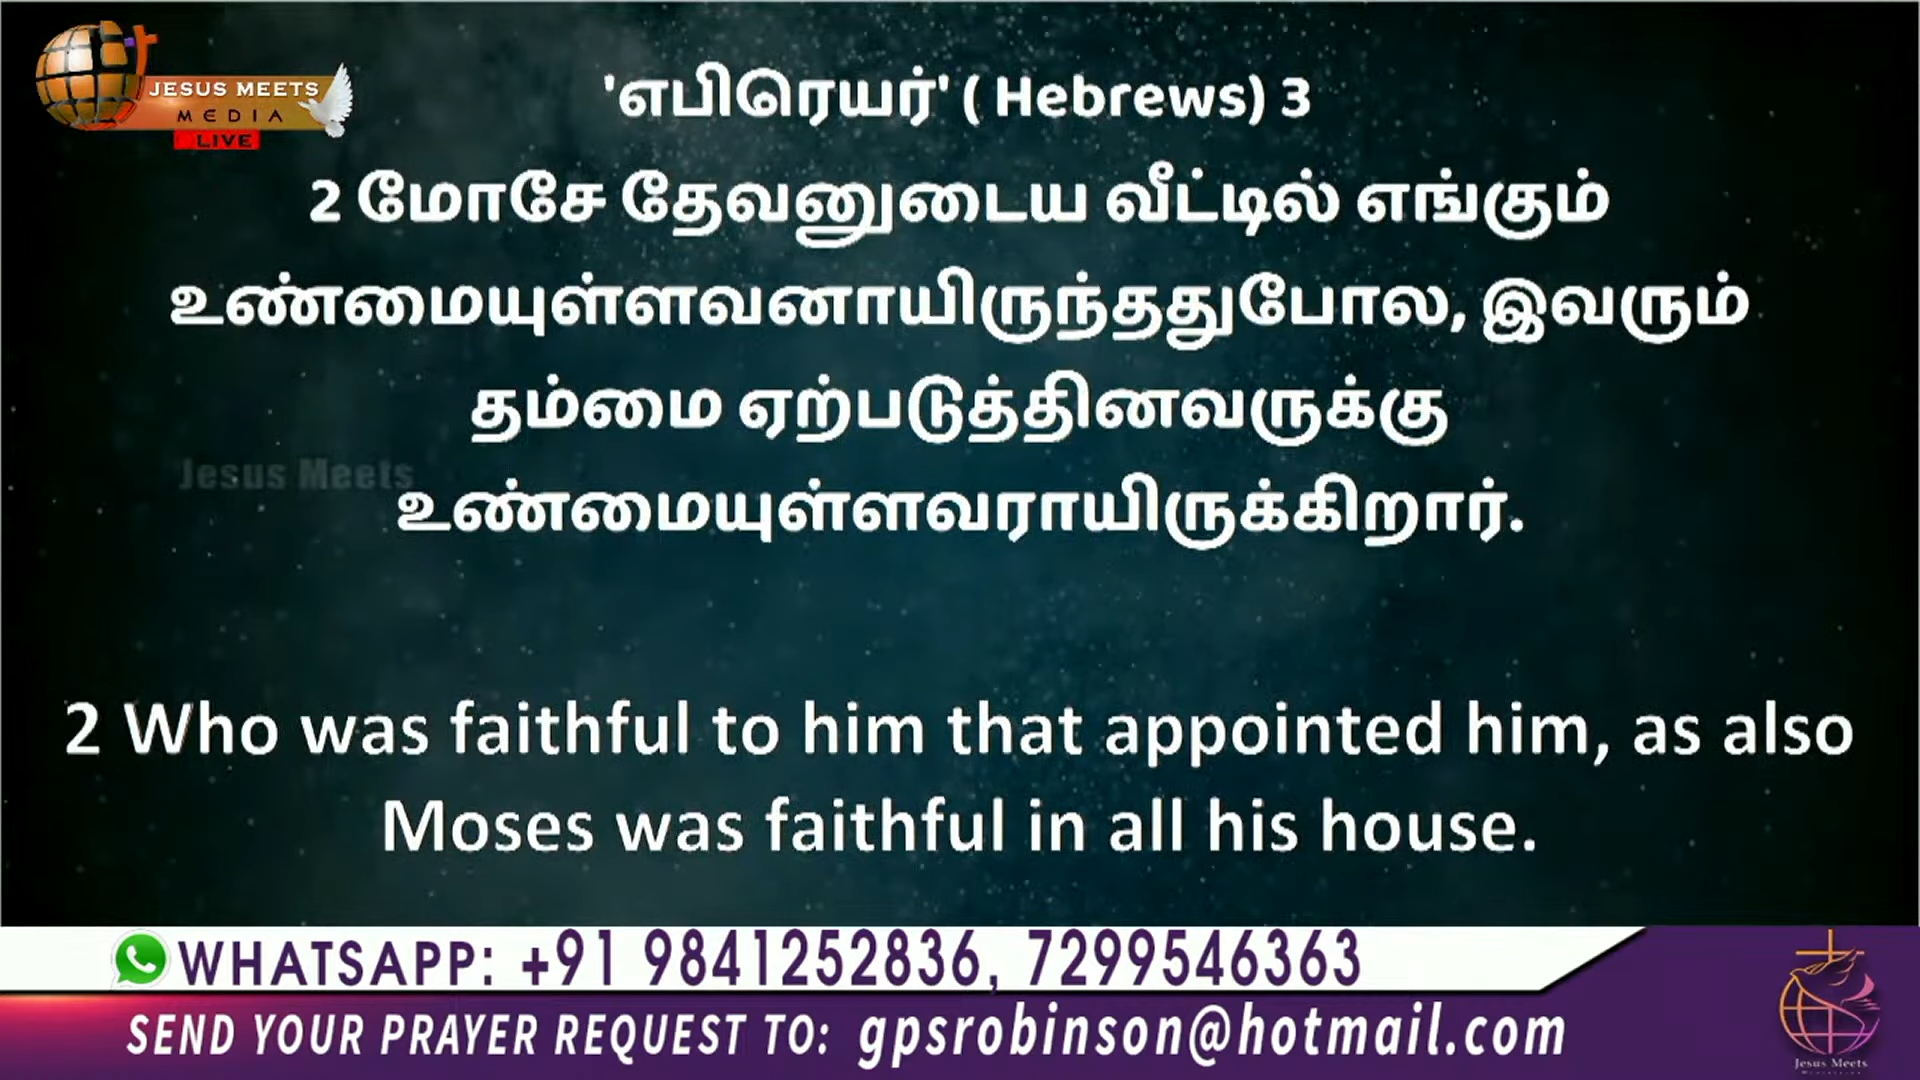 JESUS MEETS
MEDIA
LIVE
'எபிரெயர்' ( Hebrews) 3
2 மோசே தேவனுடைய வீட்டில் எங்கும்
உண்மையுள்ளவனாயிருந்ததுபோல, இவரும்
தம்மை ஏற்படுத்தினவருக்கு
Jesus Meets
உண்மையுள்ளவராயிருக்கிறார்.
2 Who was faithful to him that appointed him, as also
Moses was faithful in all his house.
WHATSAPP: +91 9841252836, 7299546363
SEND YOUR PRAYER REQUEST TO: gpsrobinson@hotmail.com
Jesus Meets